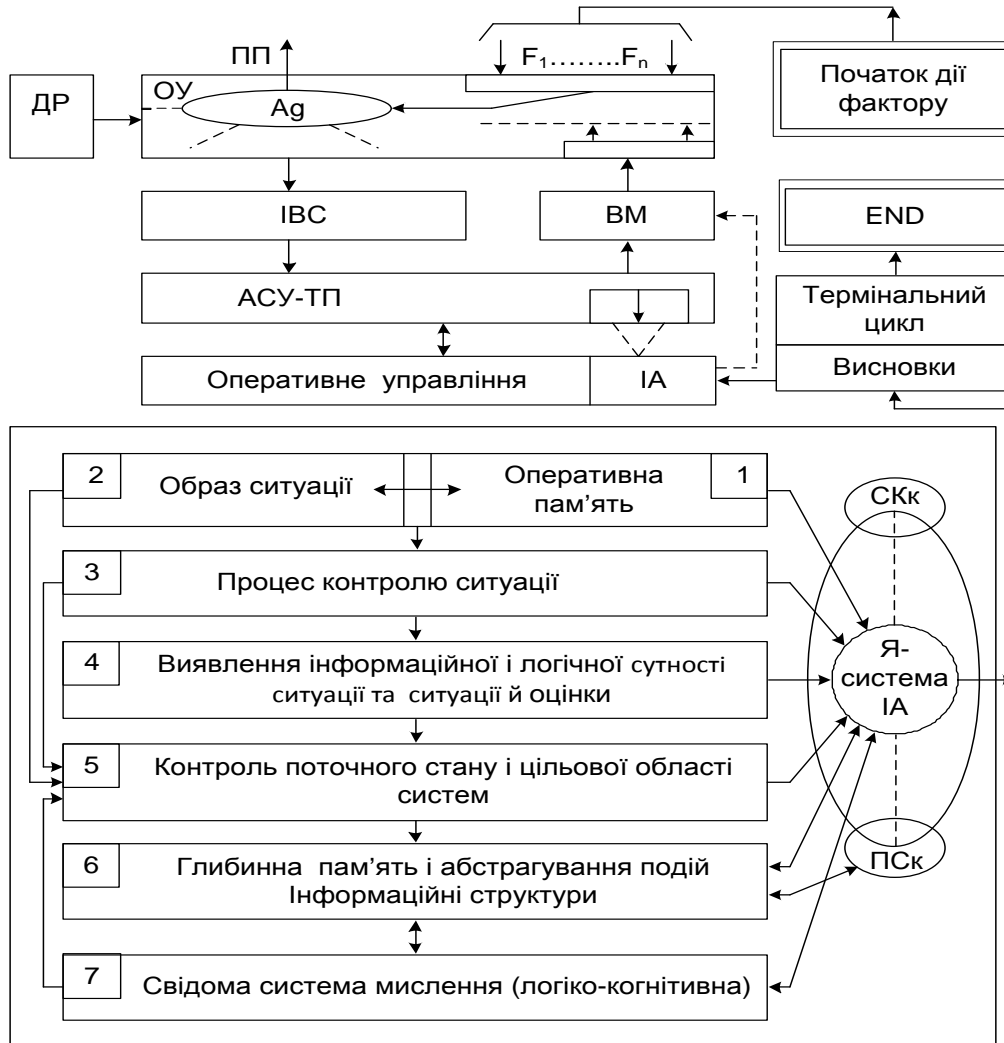 ПП
F1........Fn
ДР
ОУ
Ag
Початок дії
фактору
ІВС
ВМ
END
АСУ-ТП
Термінальний
цикл
Оперативне управління
ІА
Висновки
2
Образ ситуації
Оперативна
пам’ять
1
СКк
3
Процес контролю ситуації
4
Виявлення інформаційної і логічної сутності
ситуації та ситуації й оцінки
Я-
система
ІА
5
Контроль поточного стану і цільової області
систем
6
Глибинна пам’ять і абстрагування подій
Інформаційні структури
ПСк
7
Свідома система мислення (логіко-когнітивна)